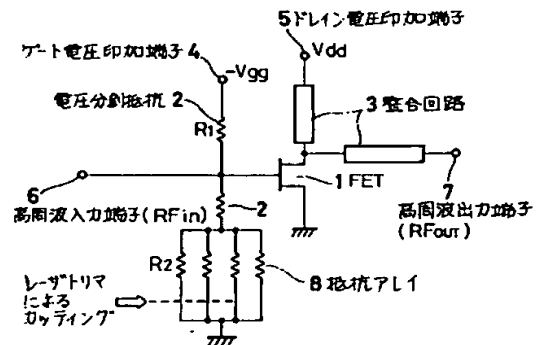 5ドレイン電圧印加端子
Vdd
ゲート電圧印加端子 4
-Vgg
電圧分割抵抗 2
R1
3 整合回路
1 FET
6
高周波入力端子(RFin)
7
高周波出力端子
(RFOUT)
2
R2
8 抵抗アレイ
レーザトリマ
による
カッティング